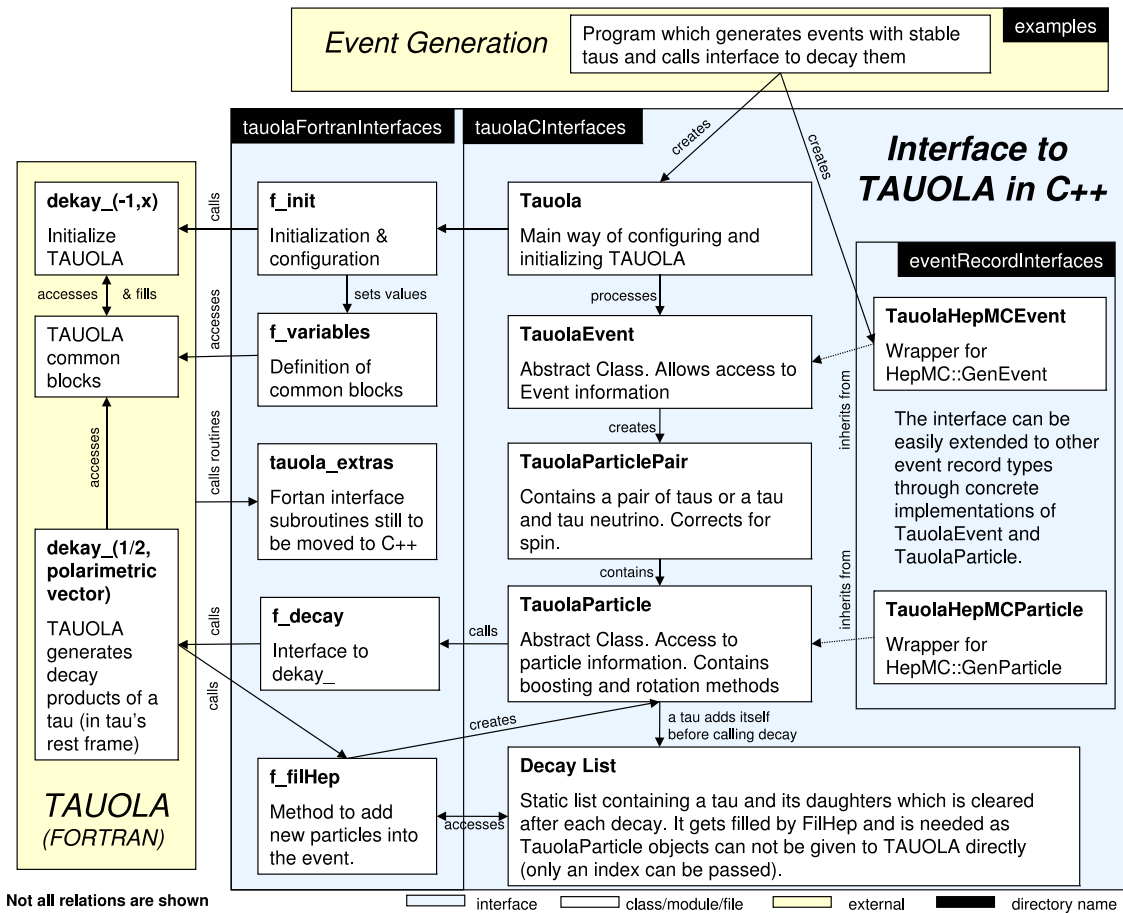 Event Generation
Program which generates events with stable
taus and calls interface to decay them
examples
tauolaFortranInterfaces
tauolaCInterfaces
creates
creates
Interface to
TAUOLA in C++
dekay_(-1,x)
Initialize
TAUOLA
calls
f_init
Initialization &
configuration
Tauola
Main way of configuring and
initializing TAUOLA
eventRecordInterfaces
accesses & fills
accesses
sets values
processes
TAUOLA
common
blocks
f_variables
Definition of
common blocks
TauolaEvent
Abstract Class. Allows access to
Event information
TauolaHepMCEvent
Wrapper for
HepMC::GenEvent
inherits from
The interface can be
easily extended to other
event record types
through concrete
implementations of
TauolaEvent and
TauolaParticle.
creates
accesses
calls routines
tauola_extras
Fortan interface
subroutines still to
be moved to C++
TauolaParticlePair
Contains a pair of taus or a tau
and tau neutrino. Corrects for
spin.
contains
inherits from
dekay_(1/2,
polarimetric
vector)
TAUOLA
generates
decay
products of a
tau (in tau's
rest frame)
calls
f_decay
Interface to
dekay_
calls
TauolaParticle
Abstract Class. Access to
particle information. Contains
boosting and rotation methods
TauolaHepMCParticle
Wrapper for
HepMC::GenParticle
calls
creates
a tau adds itself
before calling decay
f_filHep
Method to add
new particles into
the event.
accesses
Decay List
Static list containing a tau and its daughters which is cleared
after each decay. It gets filled by FilHep and is needed as
TauolaParticle objects can not be given to TAUOLA directly
(only an index can be passed).
TAUOLA
(FORTRAN)
Not all relations are shown
interface
class/module/file
external
directory name